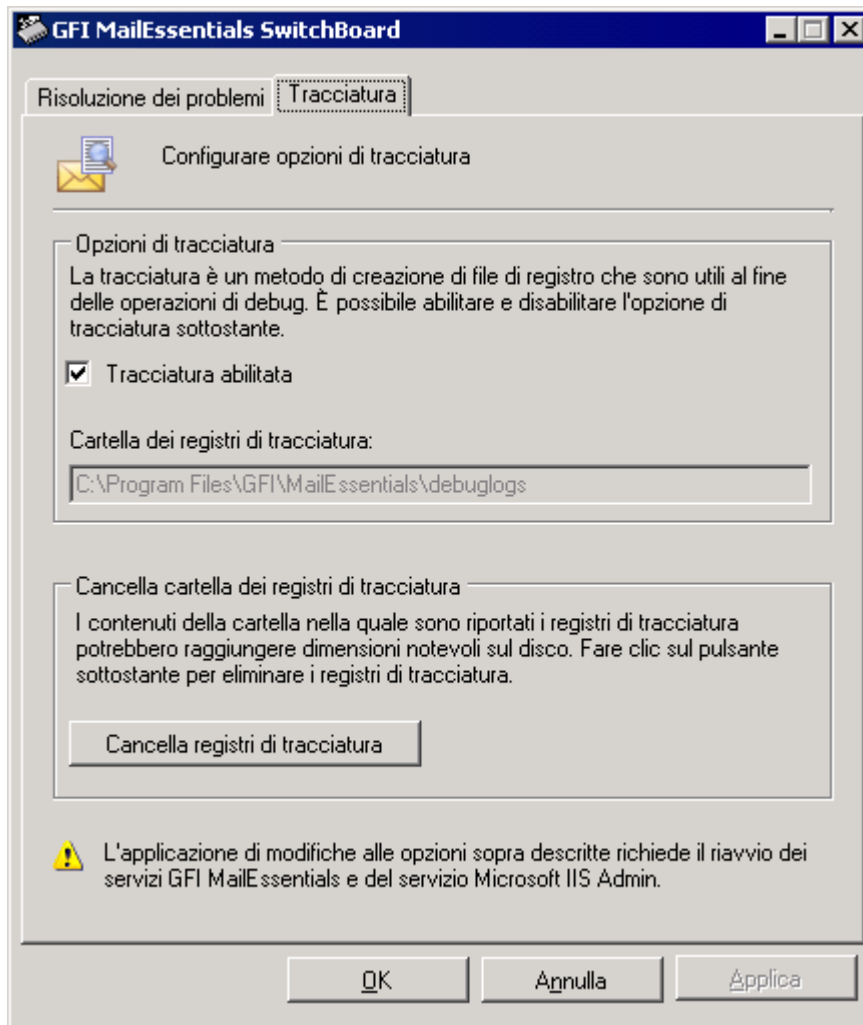 GFI MailEssentials SwitchBoard
Risoluzione dei problemi
Tracciatura
Configurare opzioni di tracciatura
Opzioni di tracciatura
La tracciatura è un metodo di creazione di file di registro che sono utili al fine
delle operazioni di debug. È possibile abilitare e disabilitare l'opzione di
tracciatura sottostante.
Tracciatura abilitata
Cartella dei registri di tracciatura:
C:\Program Files\GFI\MailEssentials\debuglogs
Cancella cartella dei registri di tracciatura
I contenuti della cartella nella quale sono riportati i registri di tracciatura
potrebbero raggiungere dimensioni notevoli sul disco. Fare clic sul pulsante
sottostante per eliminare i registri di tracciatura.
Cancella registri di tracciatura
L'applicazione di modifiche alle opzioni sopra descritte richiede il riavvio dei
servizi GFI MailEssentials e del servizio Microsoft IIS Admin.
OK
Annulla
Applica